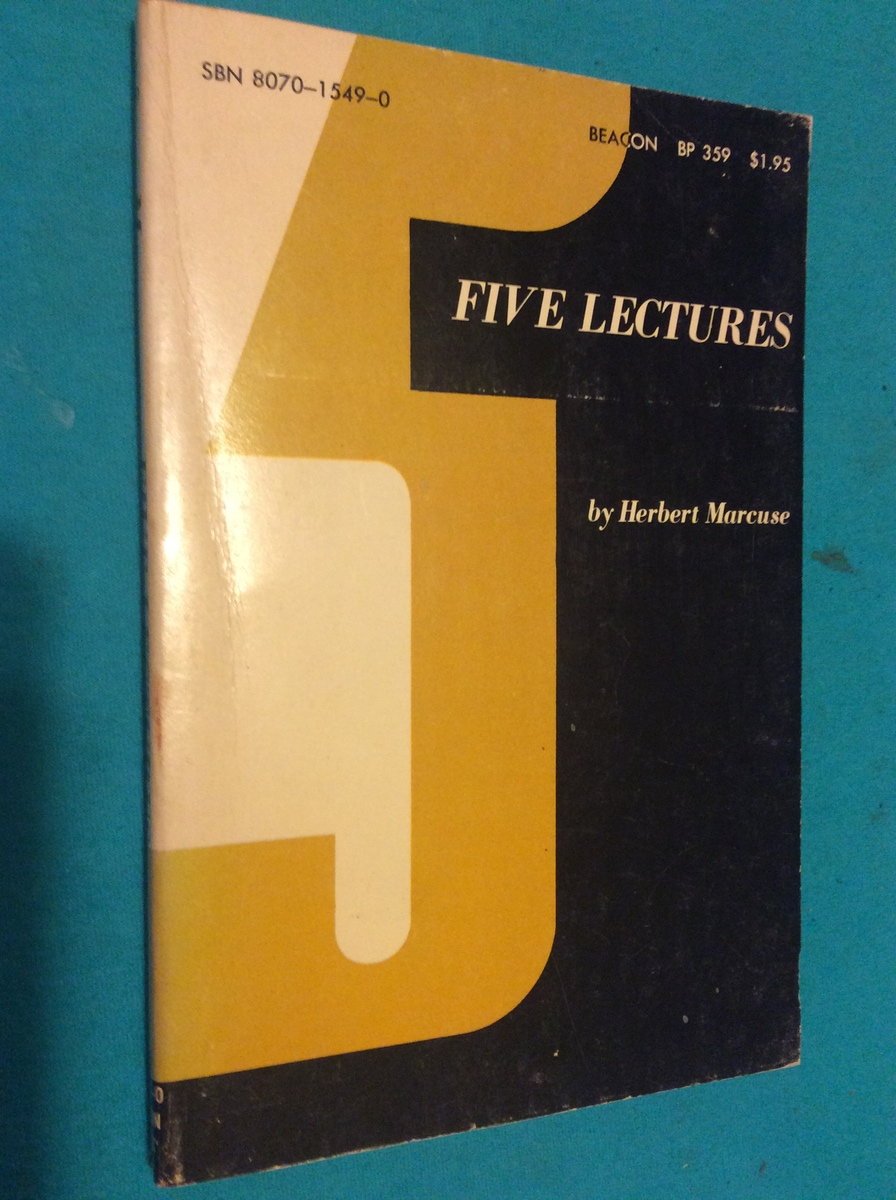 SBN 8070–1549–0
BEACON BP 359 $1.95
FIVE LECTURES
by Herbert Marcuse